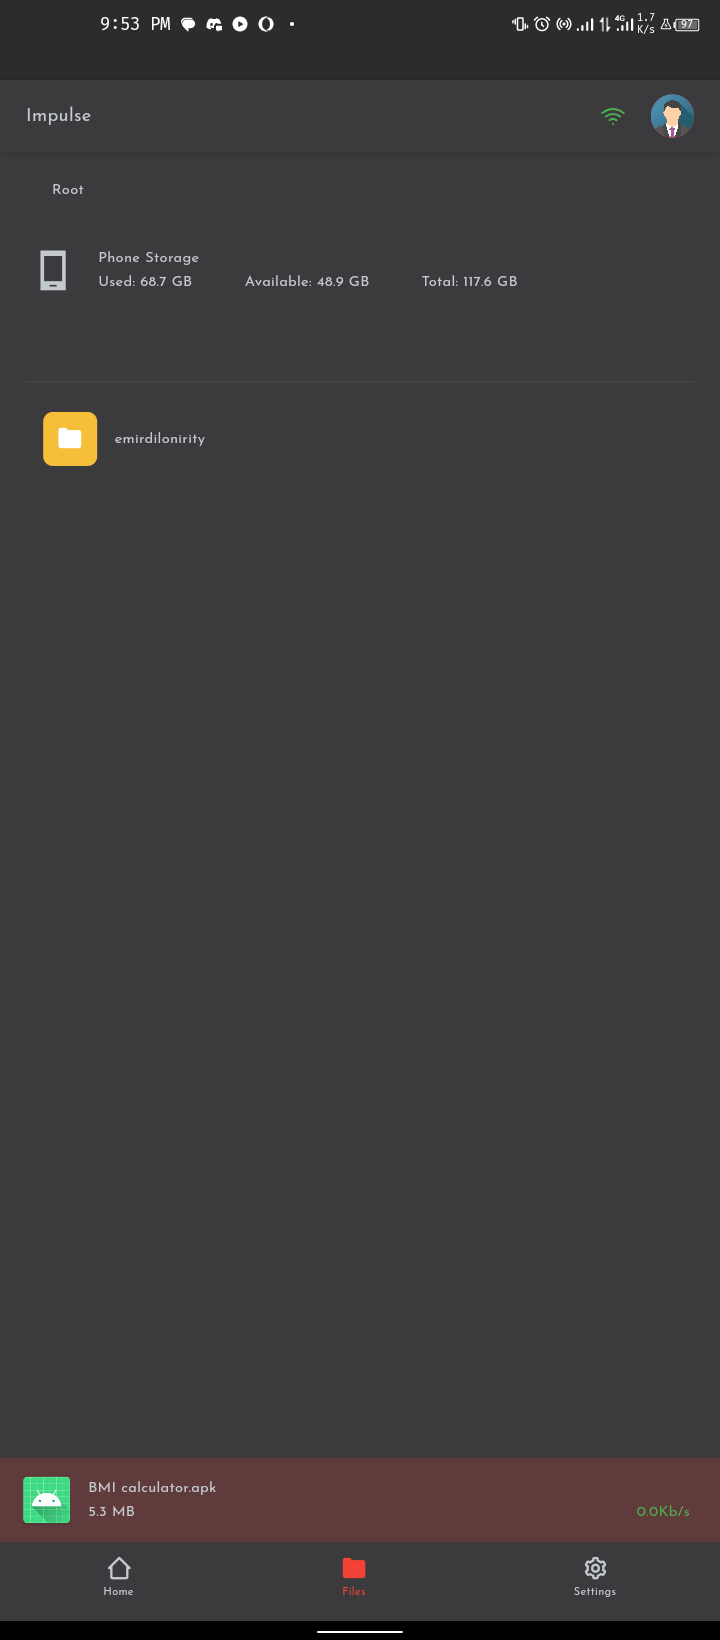 9:53 PM
4G 1.7 K/s 97
Impulse
Root
Phone Storage
Used: 68.7 GB Available: 48.9 GB Total: 117.6 GB
emirdilonirity
BMI calculator.apk
5.3 MB 0.0Kb/s
Home Files Settings